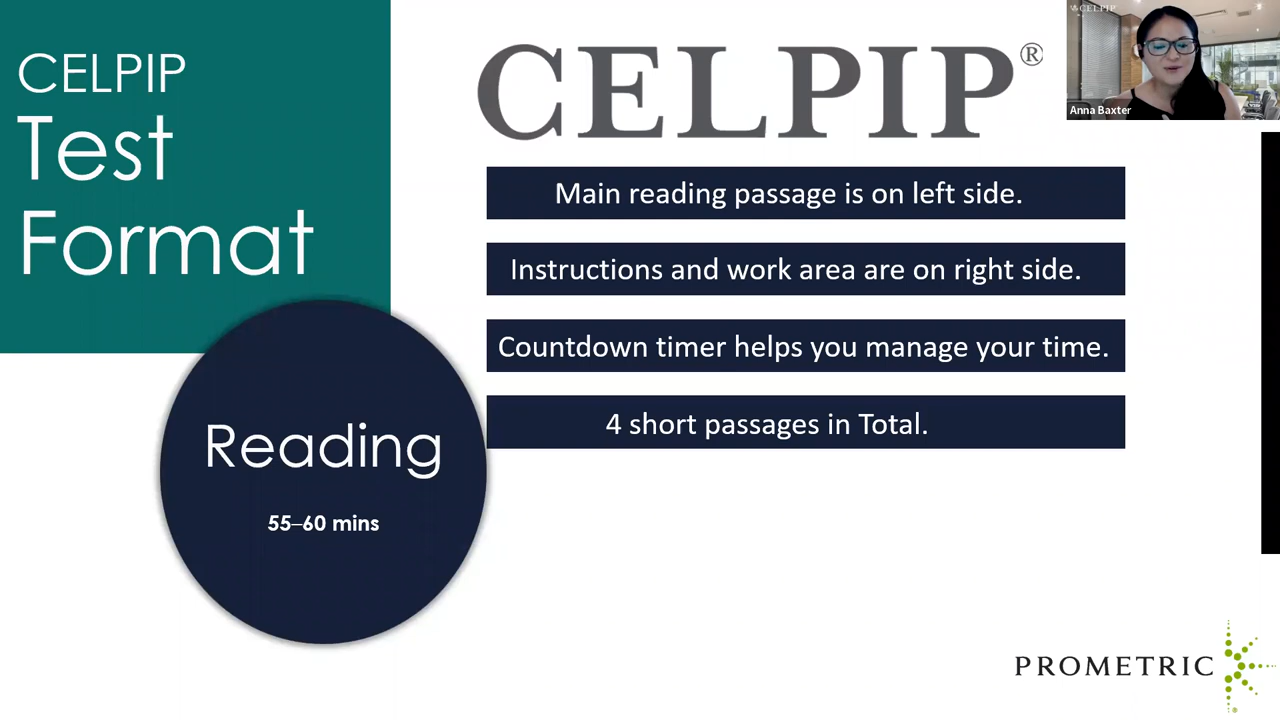 CELPIP
Test
Format
CELPIP®
CELPIP
Anna Baxter
Main reading passage is on left side.
Instructions and work area are on right side.
Countdown timer helps you manage your time.
4 short passages in Total.
Reading
55–60 mins
PROMETRIC
®